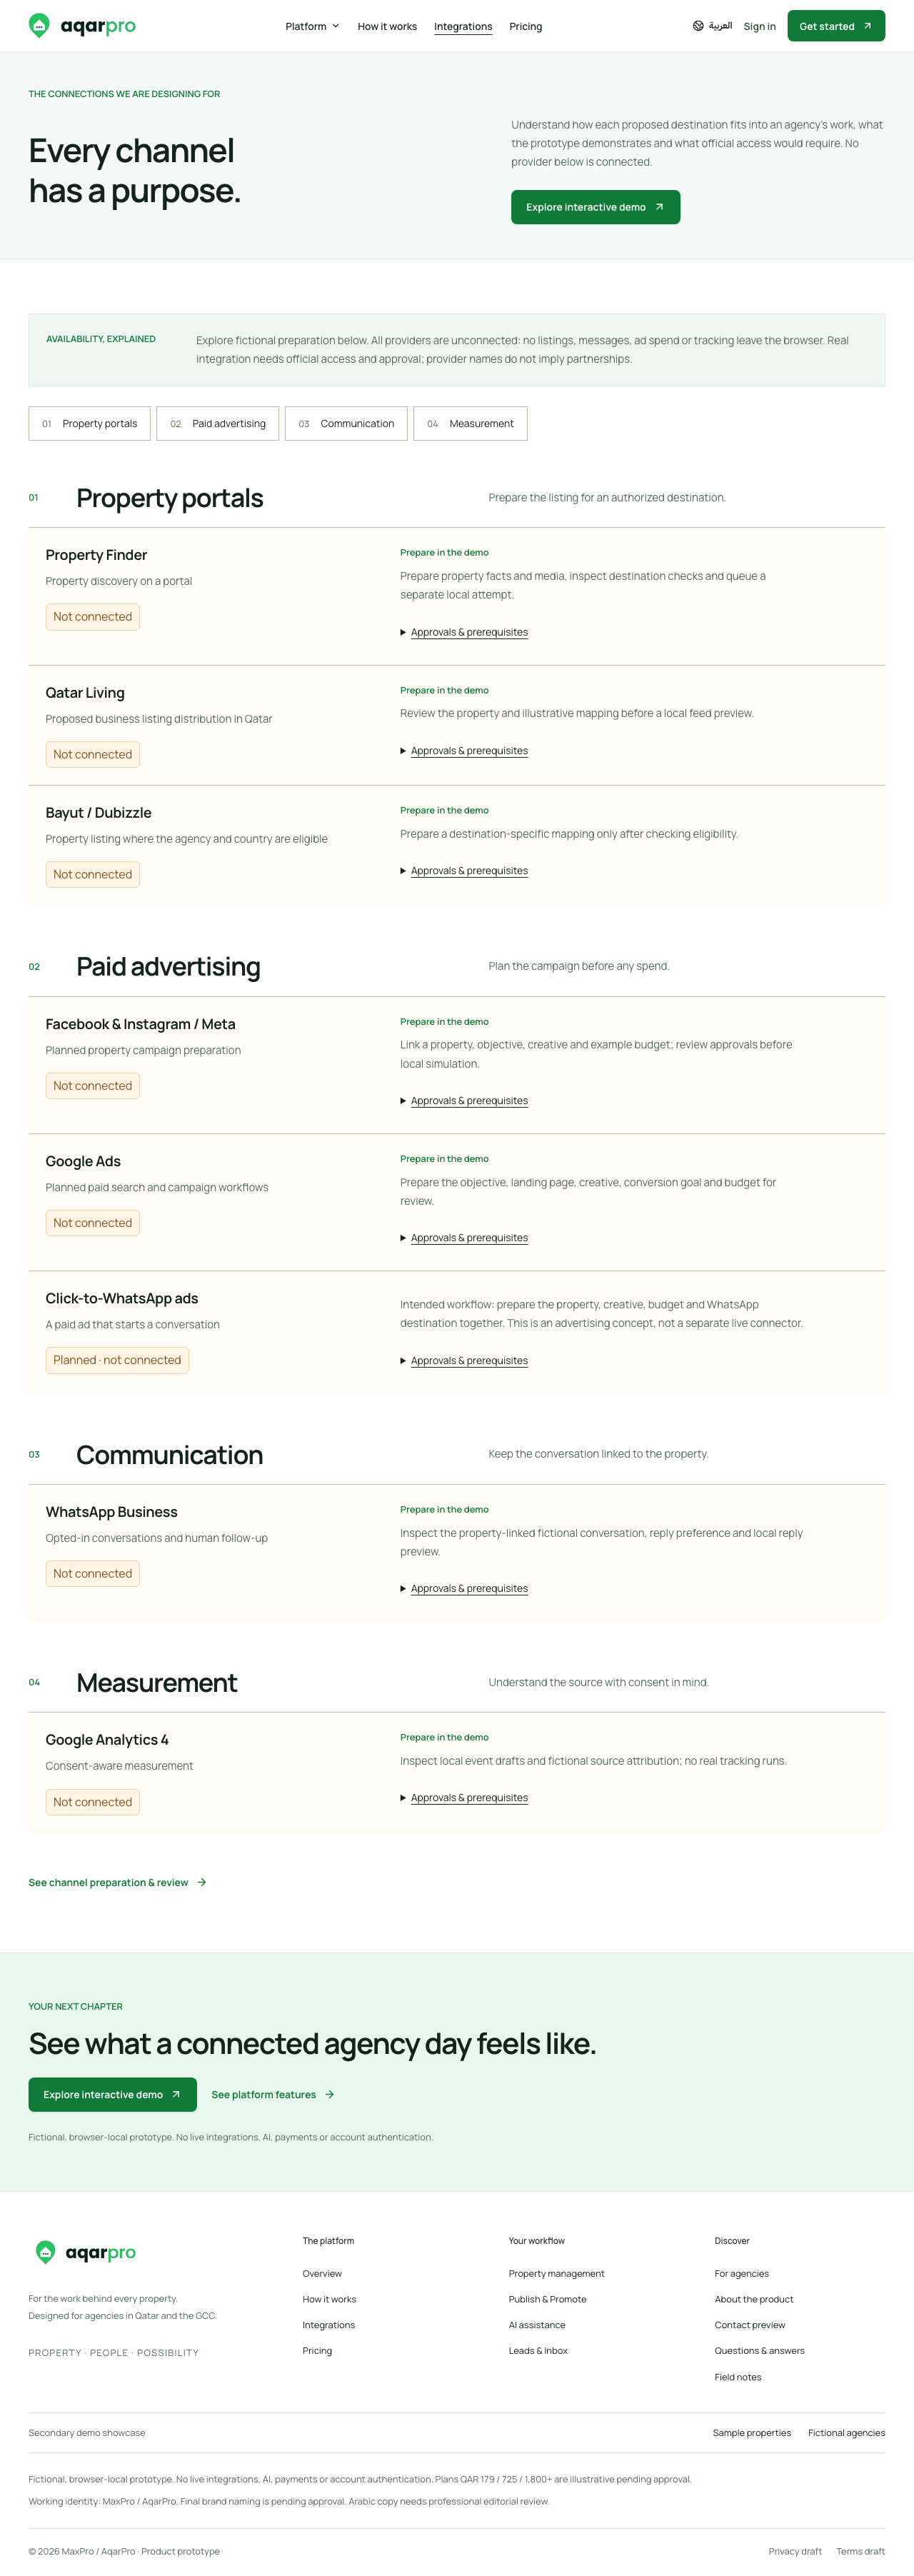 aqarpro
Platform
How it works
Integrations
Pricing
العربية
Sign in
Get started
THE CONNECTIONS WE ARE DESIGNING FOR
Every channel
has a purpose.
Understand how each proposed destination fits into an agency's work, what
the prototype demonstrates and what official access would require. No
provider below is connected.
Explore interactive demo
AVAILABILITY, EXPLAINED
Explore fictional preparation below. All providers are unconnected: no listings, messages, ad spend or tracking leave the browser. Real
integration needs official access and approval; provider names do not imply partnerships.
01 Property portals
02 Paid advertising
03 Communication
04 Measurement
01 Property portals
Prepare the listing for an authorized destination.
Property Finder
Property discovery on a portal
Not connected
Prepare in the demo
Prepare property facts and media, inspect destination checks and queue a
separate local attempt.
Approvals & prerequisites
Qatar Living
Proposed business listing distribution in Qatar
Not connected
Prepare in the demo
Review the property and illustrative mapping before a local feed preview.
Approvals & prerequisites
Bayut / Dubizzle
Property listing where the agency and country are eligible
Not connected
Prepare in the demo
Prepare a destination-specific mapping only after checking eligibility.
Approvals & prerequisites
02 Paid advertising
Plan the campaign before any spend.
Facebook & Instagram / Meta
Planned property campaign preparation
Not connected
Prepare in the demo
Link a property, objective, creative and example budget; review approvals before
local simulation.
Approvals & prerequisites
Google Ads
Planned paid search and campaign workflows
Not connected
Prepare in the demo
Prepare the objective, landing page, creative, conversion goal and budget for
review.
Approvals & prerequisites
Click-to-WhatsApp ads
A paid ad that starts a conversation
Planned · not connected
Intended workflow: prepare the property, creative, budget and WhatsApp
destination together. This is an advertising concept, not a separate live connector.
Approvals & prerequisites
03 Communication
Keep the conversation linked to the property.
WhatsApp Business
Opted-in conversations and human follow-up
Not connected
Prepare in the demo
Inspect the property-linked fictional conversation, reply preference and local reply
preview.
Approvals & prerequisites
04 Measurement
Understand the source with consent in mind.
Google Analytics 4
Consent-aware measurement
Not connected
Prepare in the demo
Inspect local event drafts and fictional source attribution; no real tracking runs.
Approvals & prerequisites
See channel preparation & review
YOUR NEXT CHAPTER
See what a connected agency day feels like.
Explore interactive demo
See platform features
Fictional, browser-local prototype. No live integrations, AI, payments or account authentication.
aqarpro
For the work behind every property.
Designed for agencies in Qatar and the GCC.
PROPERTY · PEOPLE · POSSIBILITY
The platform
Overview
How it works
Integrations
Pricing
Your workflow
Property management
Publish & Promote
AI assistance
Leads & Inbox
Discover
For agencies
About the product
Contact preview
Questions & answers
Field notes
Secondary demo showcase
Sample properties
Fictional agencies
Fictional, browser-local prototype. No live integrations, AI, payments or account authentication. Plans QAR 179 / 725 / 1,800+ are illustrative pending approval.
Working identity: MaxPro / AqarPro. Final brand naming is pending approval. Arabic copy needs professional editorial review.
© 2026 MaxPro / AqarPro · Product prototype
Privacy draft
Terms draft